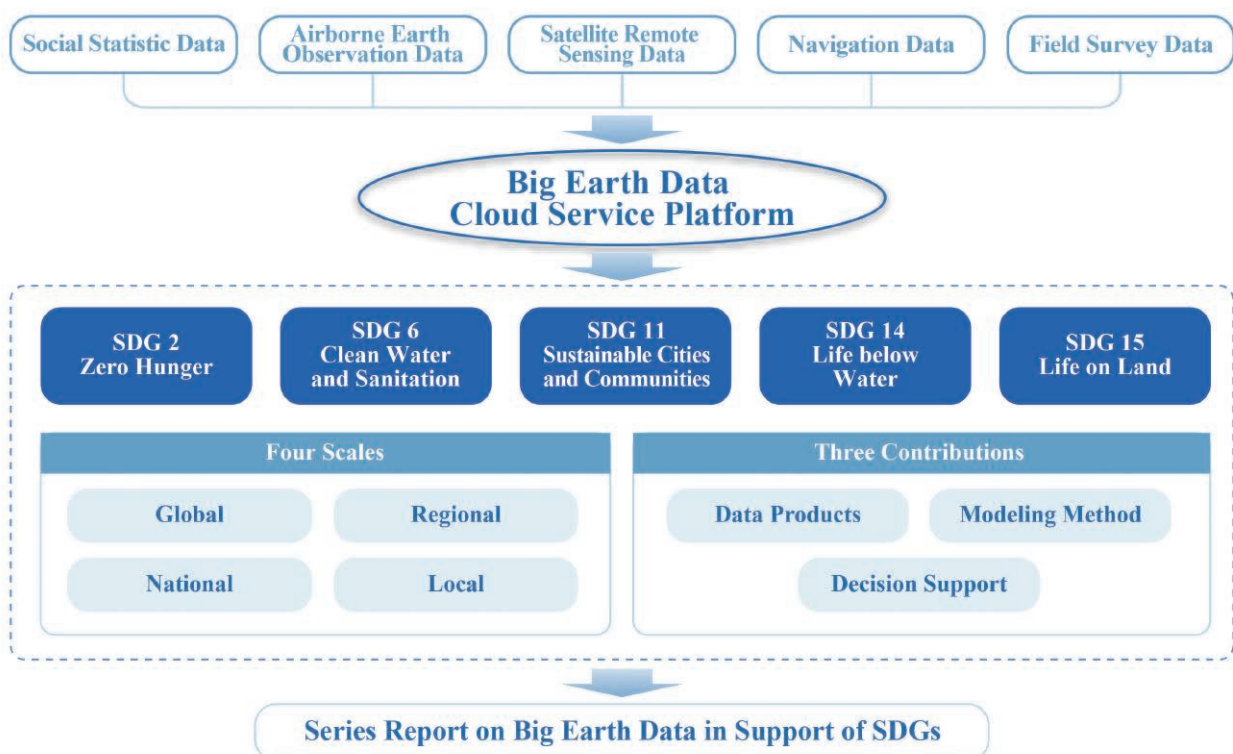 Social Statistic Data
Airborne Earth
Observation Data
Satellite Remote
Sensing Data
Navigation Data
Field Survey Data
Big Earth Data
Cloud Service Platform
SDG 2
Zero Hunger
SDG 6
Clean Water
and Sanitation
SDG 11
Sustainable Cities
and Communities
SDG 14
Life below
Water
SDG 15
Life on Land
Four Scales
Global
Regional
National
Local
Three Contributions
Data Products
Modeling Method
Decision Support
Series Report on Big Earth Data in Support of SDGs